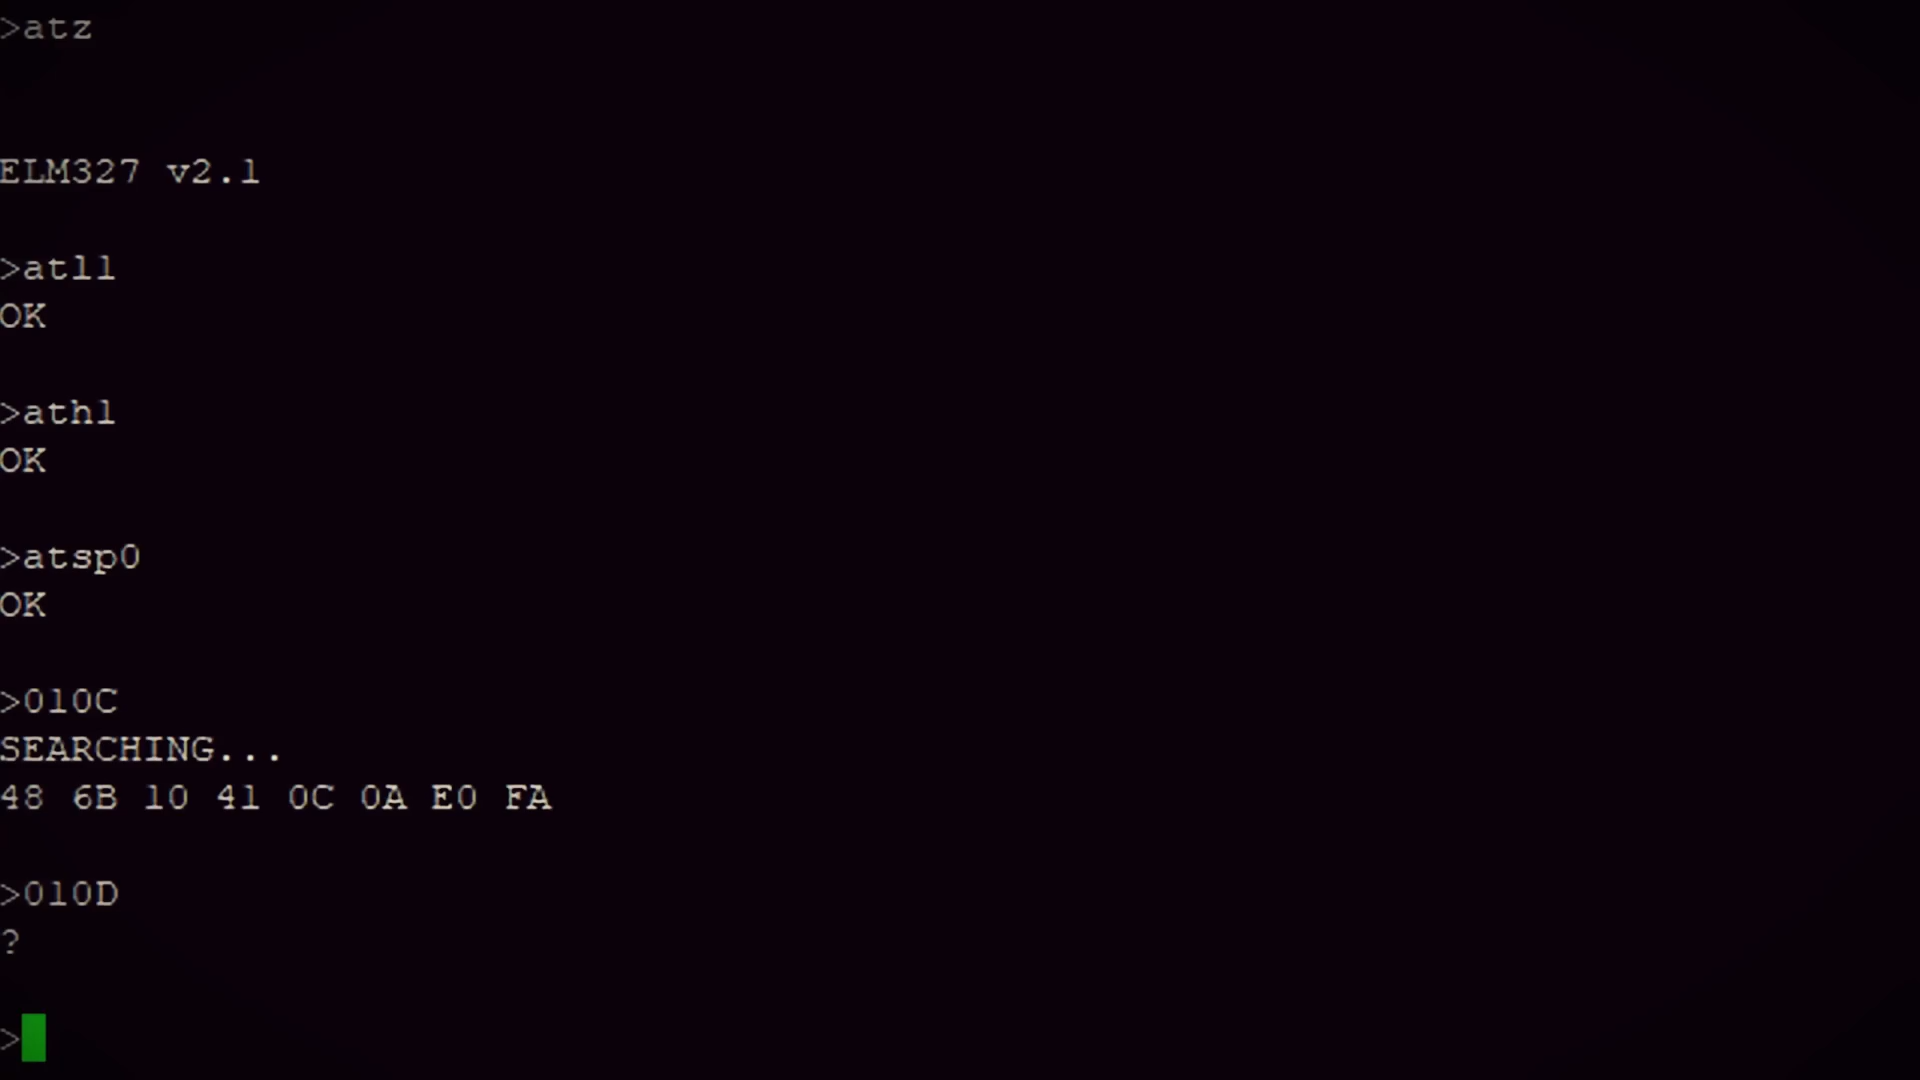 >atz
ELM327 v2.1
>atl1
OK
>ath1
OK
>atsp0
OK
>010C
SEARCHING...
48 6B 10 41 0C 0A E0 FA
>010D
?
>